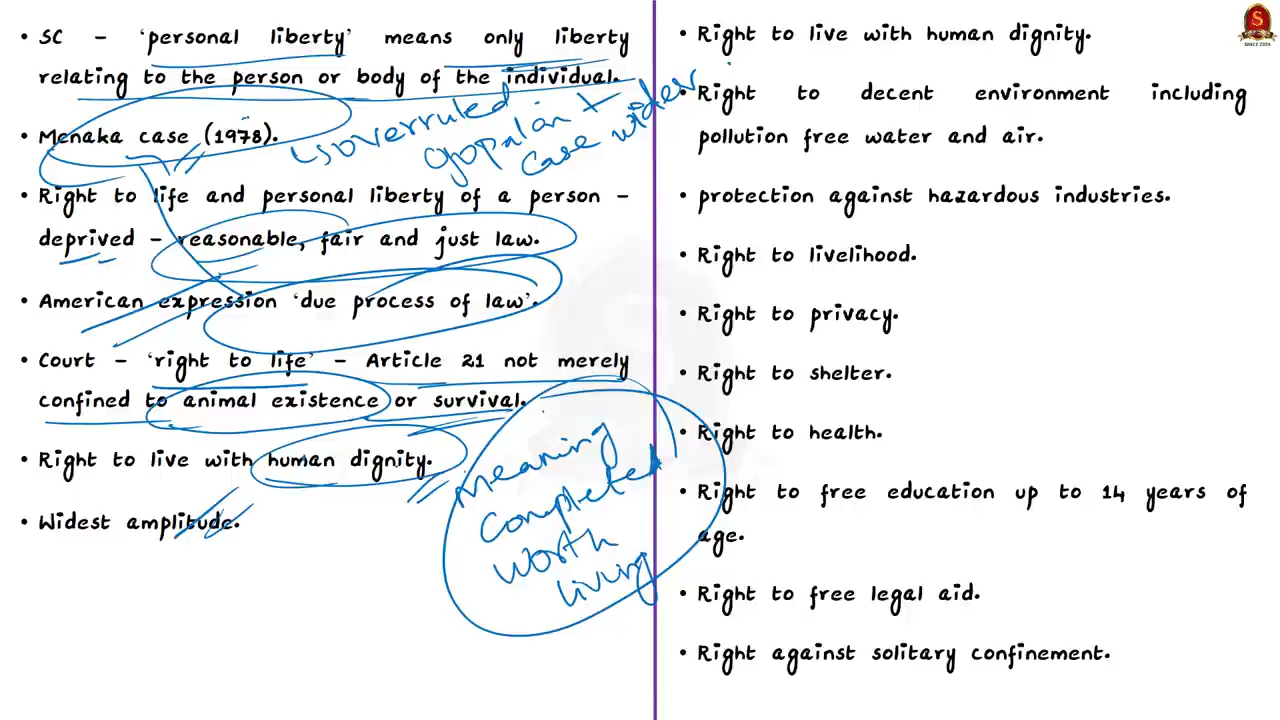 • SC – ‘personal liberty’ means only liberty
relating to the person or body of the individual.
• Menaka case (1978).
overruled
gopalan +
case wider
• Right to life and personal liberty of a person –
deprived – reasonable, fair and just law.
• American expression ‘due process of law’.
• Court – ‘right to life’ – Article 21 not merely
confined to animal existence or survival.
• Right to live with human dignity.
• Widest amplitude.
meaning
completed
worth
living
• Right to live with human dignity.
• Right to decent environment including
pollution free water and air.
• protection against hazardous industries.
• Right to livelihood.
• Right to privacy.
• Right to shelter.
• Right to health.
• Right to free education up to 14 years of
age.
• Right to free legal aid.
• Right against solitary confinement.
S
SINCE 2004